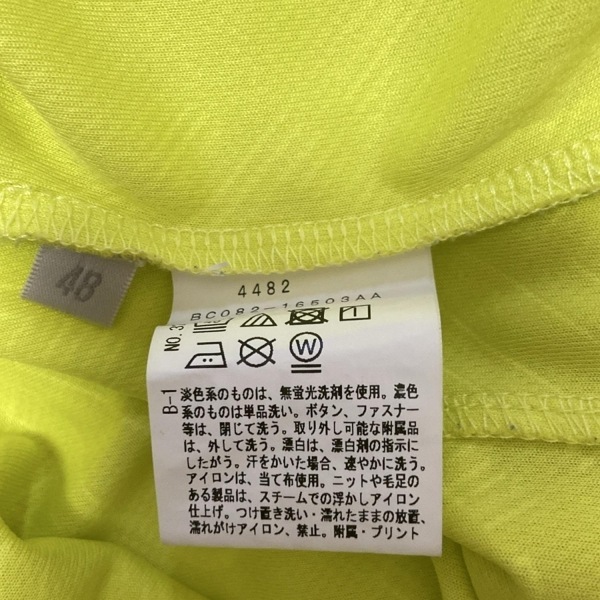 4482
BC082-16503AA
48
NO. 3
W
B-1
淡色系のものは、無蛍光洗剤を使用。濃色
系のものは単品洗い。ボタン、ファスナー
等は、閉じて洗う。取り外し可能な附属品
は、外して洗う。漂白は、漂白剤の指示に
したがう。汗をかいた場合、速やかに洗う。
アイロンは、当て布使用。ニットや毛足の
ある製品は、スチームでの浮かしアイロン
仕上げ。つけ置き洗い・濡れたままの放置、
濡れがけアイロン、禁止。附属・プリント